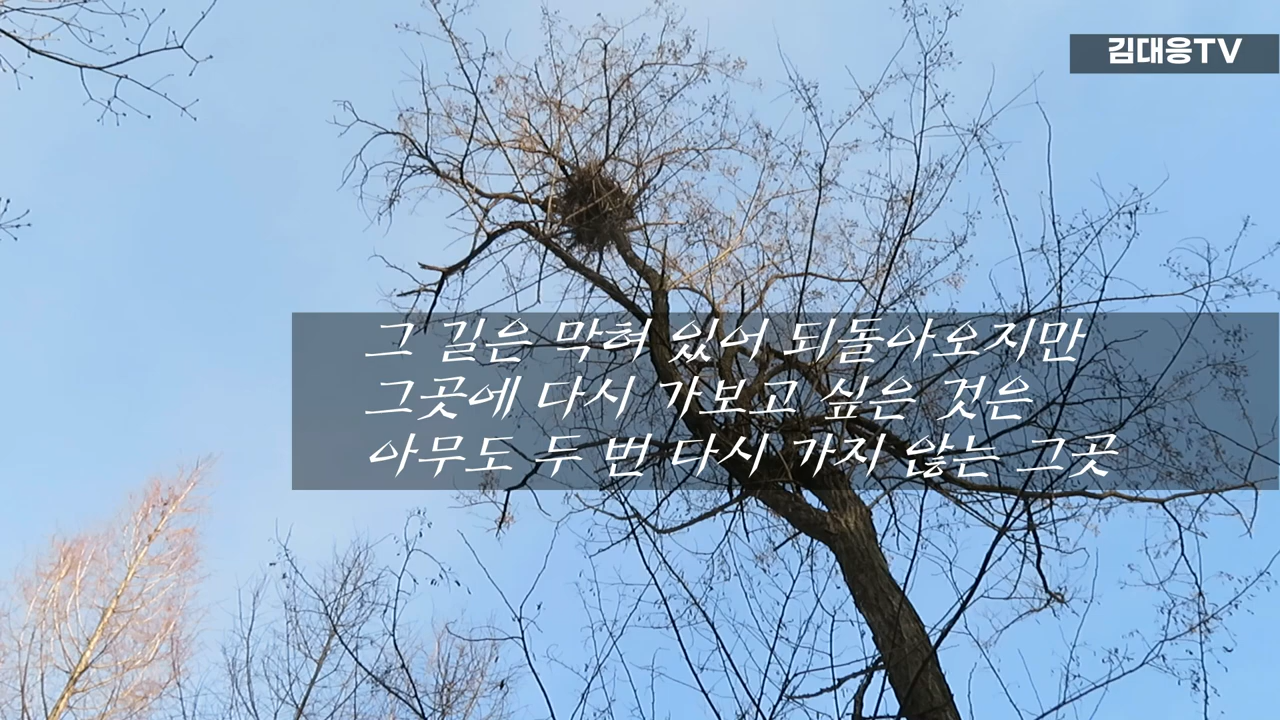 김대응TV
그 길은 막혀 있어 되돌아오지만
그곳에 다시 가보고 싶은 것은
아무도 두 번 다시 가지 않는 그곳